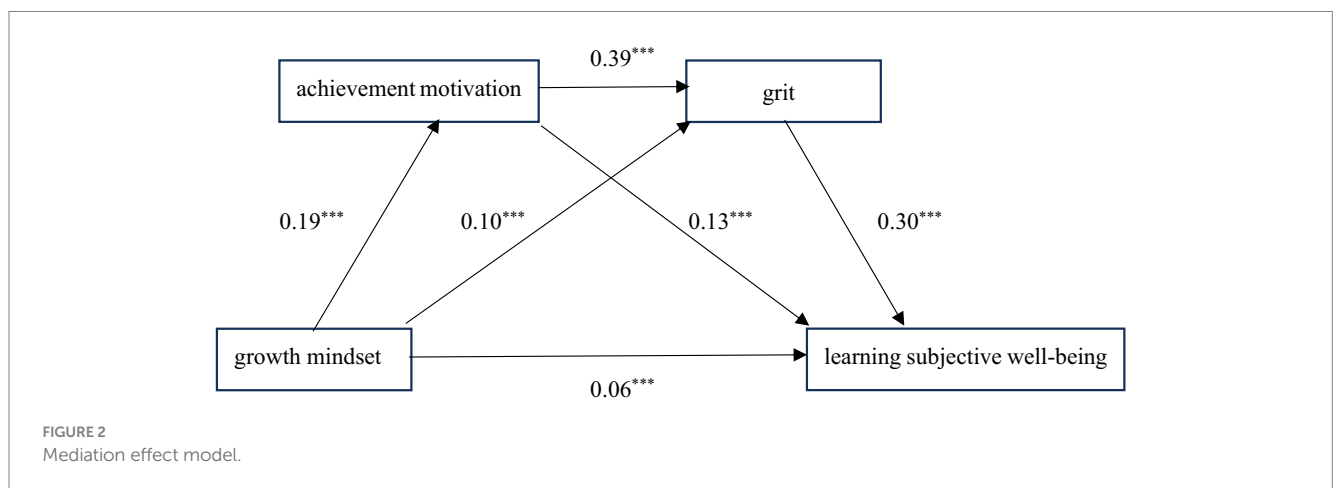 0.39***
achievement motivation
grit
0.19***
0.10***
0.13***
0.30***
growth mindset
learning subjective well-being
0.06***
FIGURE 2
Mediation effect model.